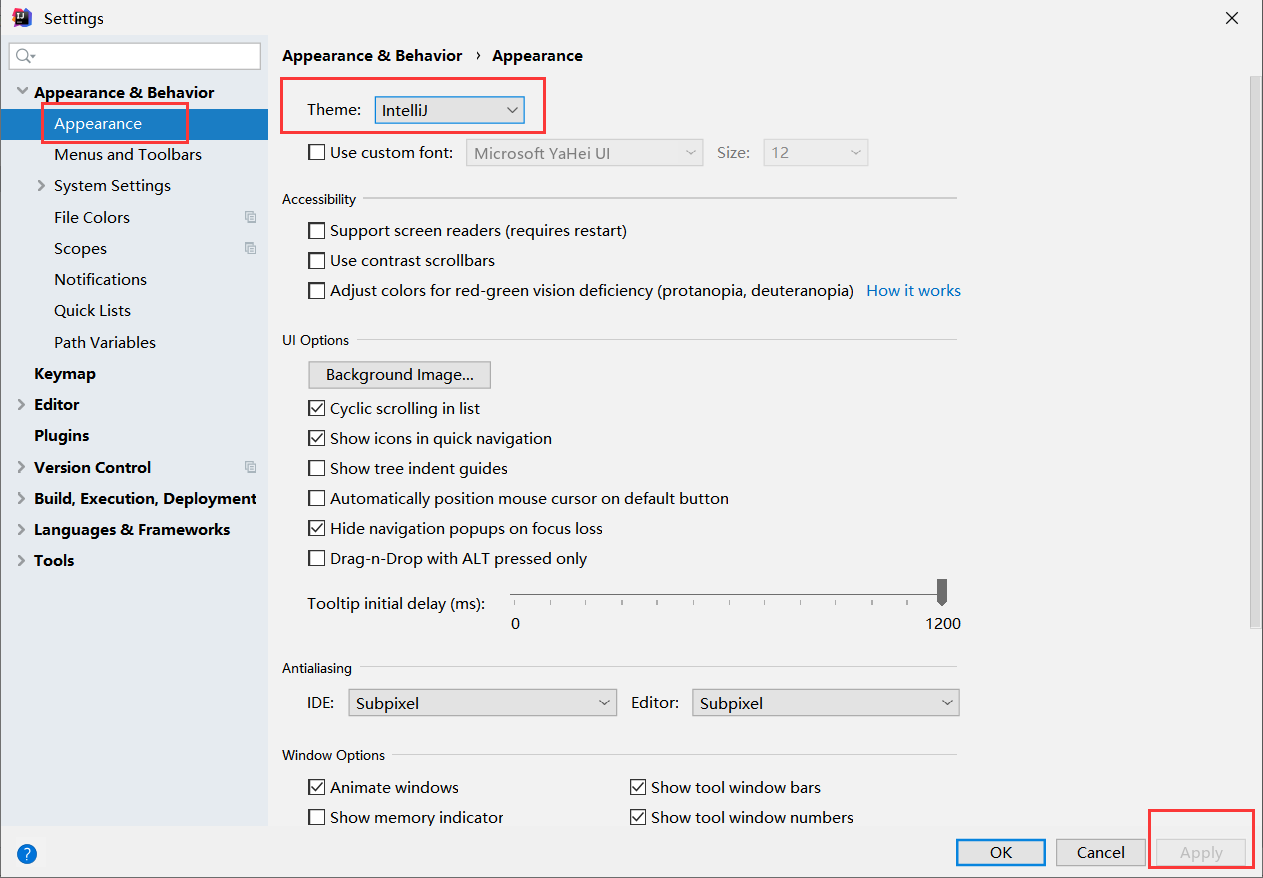 Settings
Appearance & Behavior › Appearance
Appearance & Behavior
Appearance
Menus and Toolbars
System Settings
File Colors
Scopes
Notifications
Quick Lists
Path Variables
Keymap
Editor
Plugins
Version Control
Build, Execution, Deployment
Languages & Frameworks
Tools
Theme: IntelliJ
Use custom font: Microsoft YaHei UI Size: 12
Accessibility
Support screen readers (requires restart)
Use contrast scrollbars
Adjust colors for red-green vision deficiency (protanopia, deuteranopia) How it works
UI Options
Background Image...
Cyclic scrolling in list
Show icons in quick navigation
Show tree indent guides
Automatically position mouse cursor on default button
Hide navigation popups on focus loss
Drag-n-Drop with ALT pressed only
Tooltip initial delay (ms):
0 1200
Antialiasing
IDE: Subpixel Editor: Subpixel
Window Options
Animate windows Show tool window bars
Show memory indicator Show tool window numbers
? OK Cancel Apply